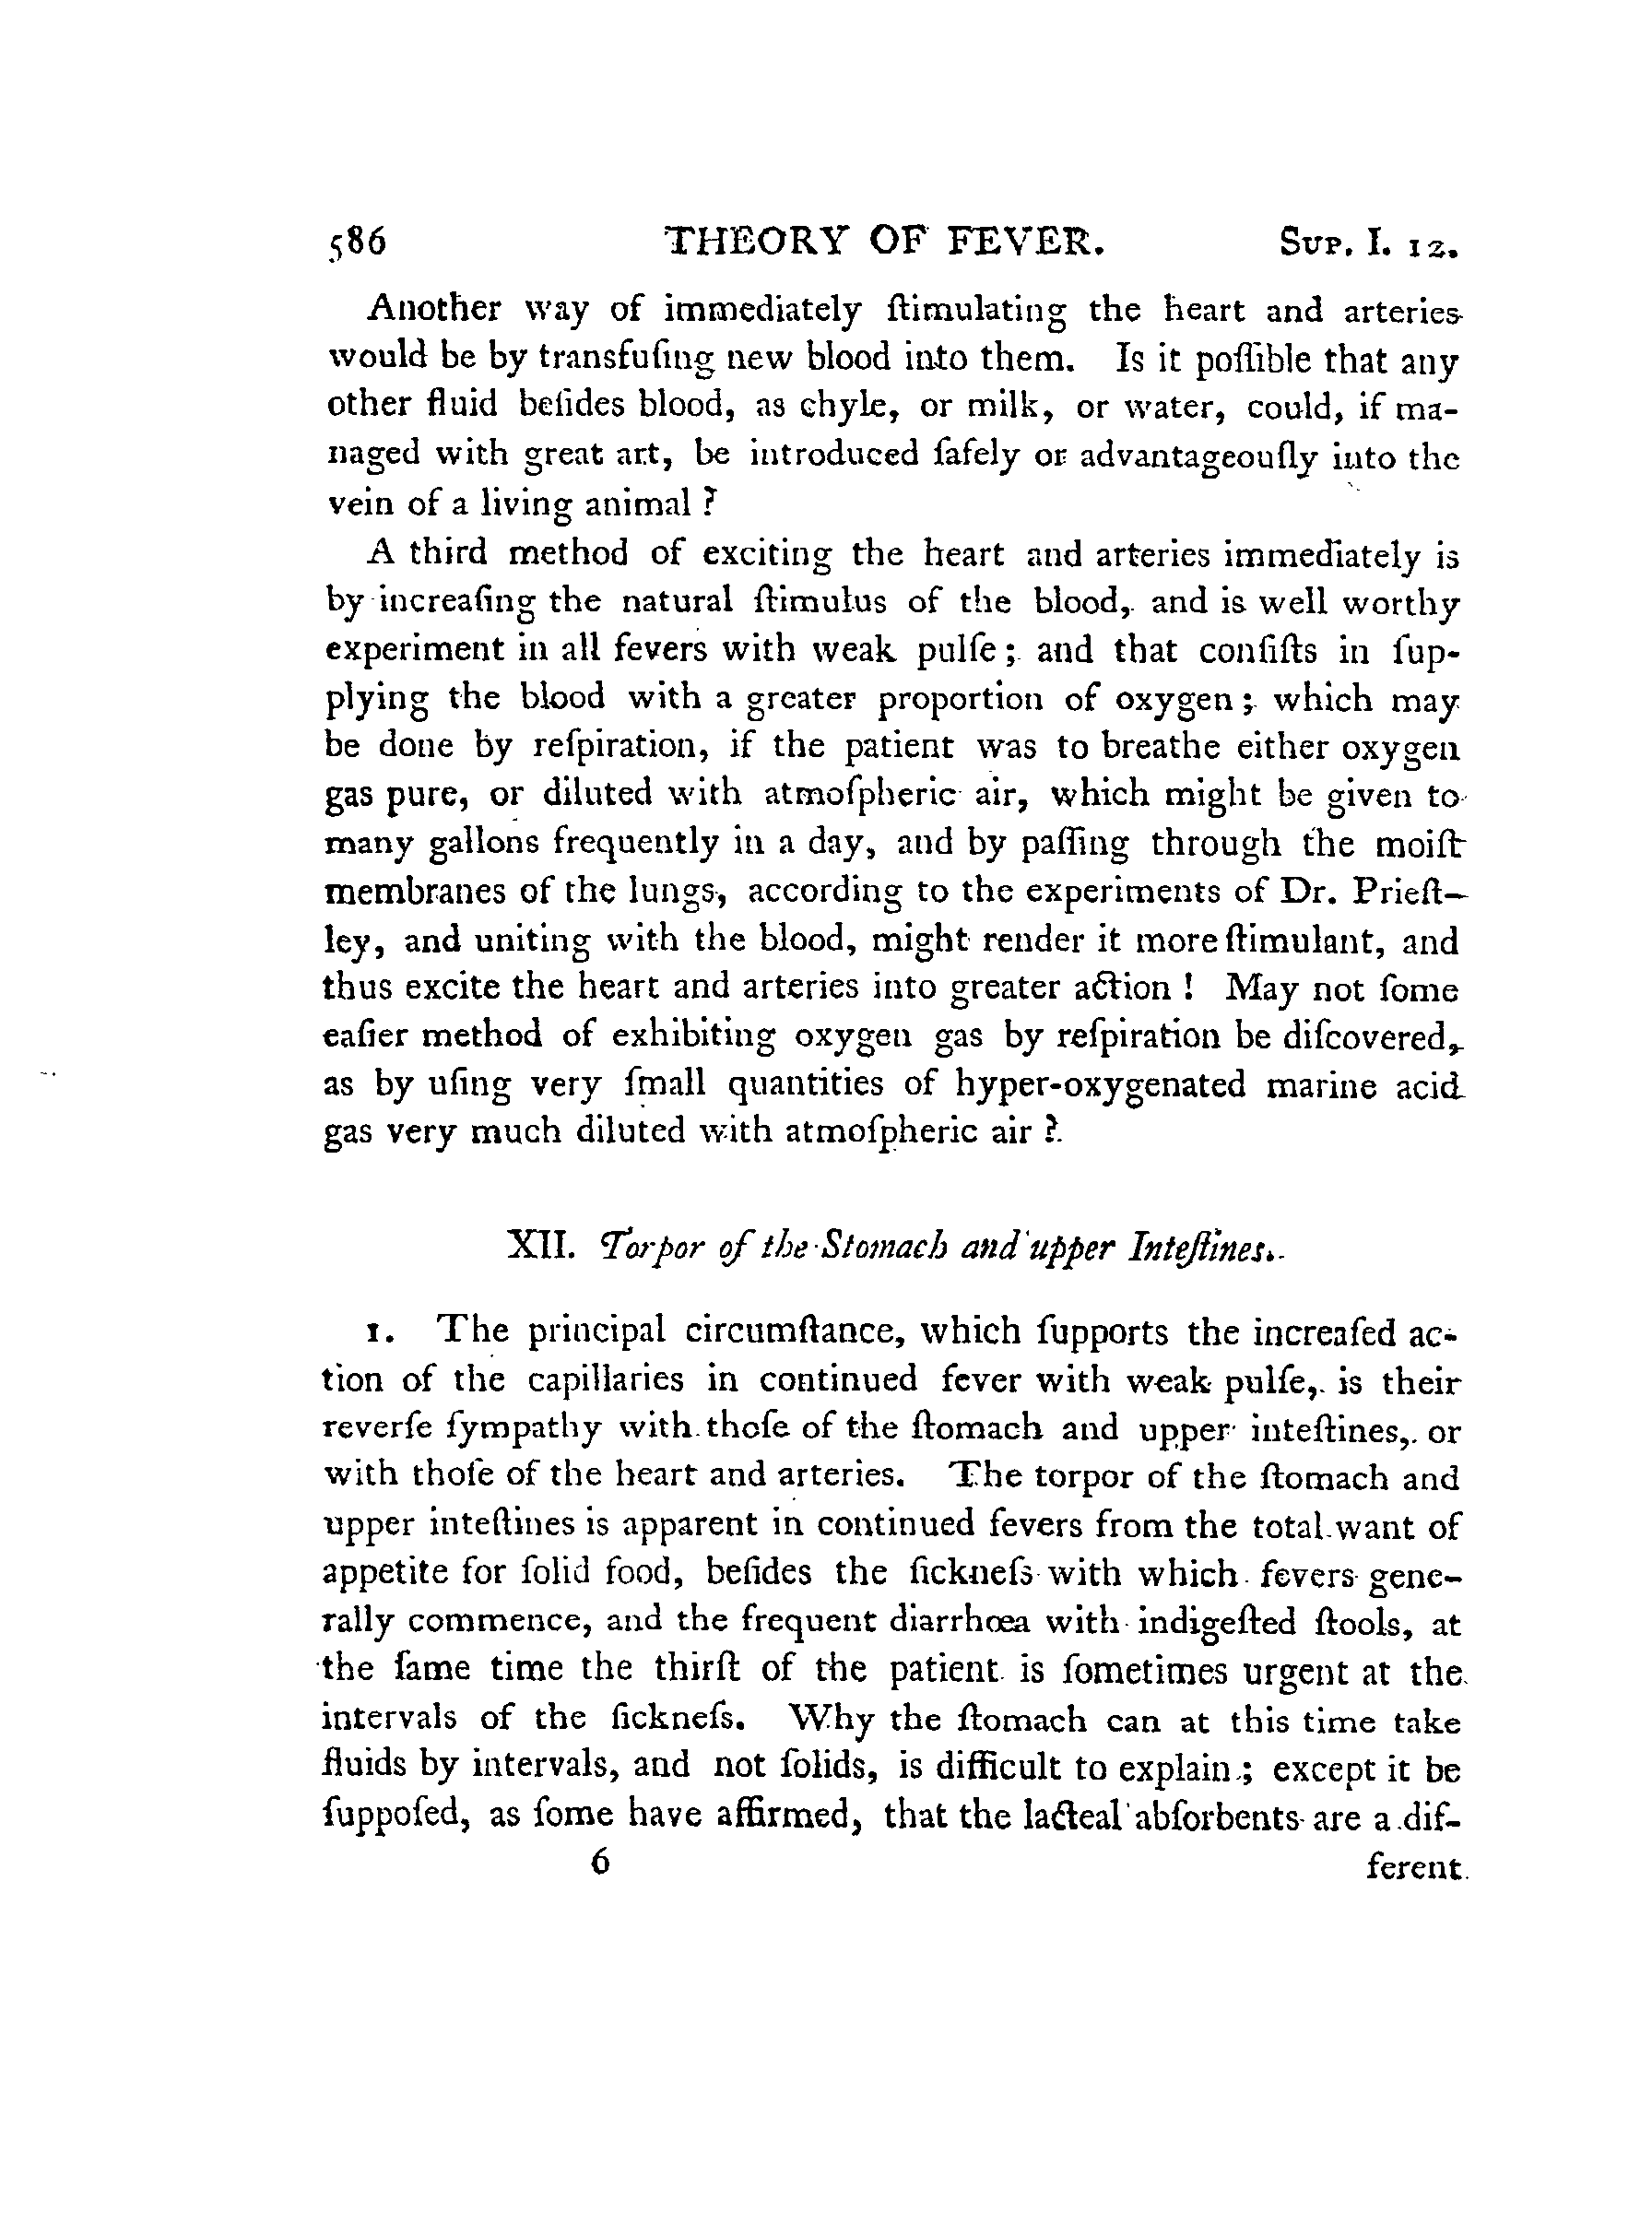 586 THEORY OF FEVER. SUP. I. 12.
Another way of immediately ſtimulating the heart and arteries
would be by transfuſing new blood into them. Is it poſſible that any
other fluid beſides blood, as chyle, or milk, or water, could, if ma-
naged with great art, be introduced ſafely or advantageouſly into the
vein of a living animal ?
A third method of exciting the heart and arteries immediately is
by increaſing the natural ſtimulus of the blood, and is well worthy
experiment in all fevers with weak pulſe ; and that conſiſts in ſup-
plying the blood with a greater proportion of oxygen ; which may
be done by reſpiration, if the patient was to breathe either oxygen
gas pure, or diluted with atmoſpheric air, which might be given to
many gallons frequently in a day, and by paſſing through the moiſt
membranes of the lungs, according to the experiments of Dr. Prieſt-
ley, and uniting with the blood, might render it more ſtimulant, and
thus excite the heart and arteries into greater action ! May not ſome
eaſier method of exhibiting oxygen gas by reſpiration be diſcovered,
as by uſing very ſmall quantities of hyper-oxygenated marine acid
gas very much diluted with atmoſpheric air ?
XII. Torpor of the Stomach and upper Inteſtines.
1. The principal circumſtance, which ſupports the increaſed ac-
tion of the capillaries in continued fever with weak pulſe, is their
reverſe ſympathy with thoſe of the ſtomach and upper inteſtines, or
with thoſe of the heart and arteries. The torpor of the ſtomach and
upper inteſtines is apparent in continued fevers from the total want of
appetite for ſolid food, beſides the ſickneſs with which fevers gene-
rally commence, and the frequent diarrhœa with indigeſted ſtools, at
the ſame time the thirſt of the patient is ſometimes urgent at the
intervals of the ſickneſs. Why the ſtomach can at this time take
fluids by intervals, and not ſolids, is difficult to explain ; except it be
ſuppoſed, as ſome have affirmed, that the lacteal abſorbents are a dif-
6 ferent